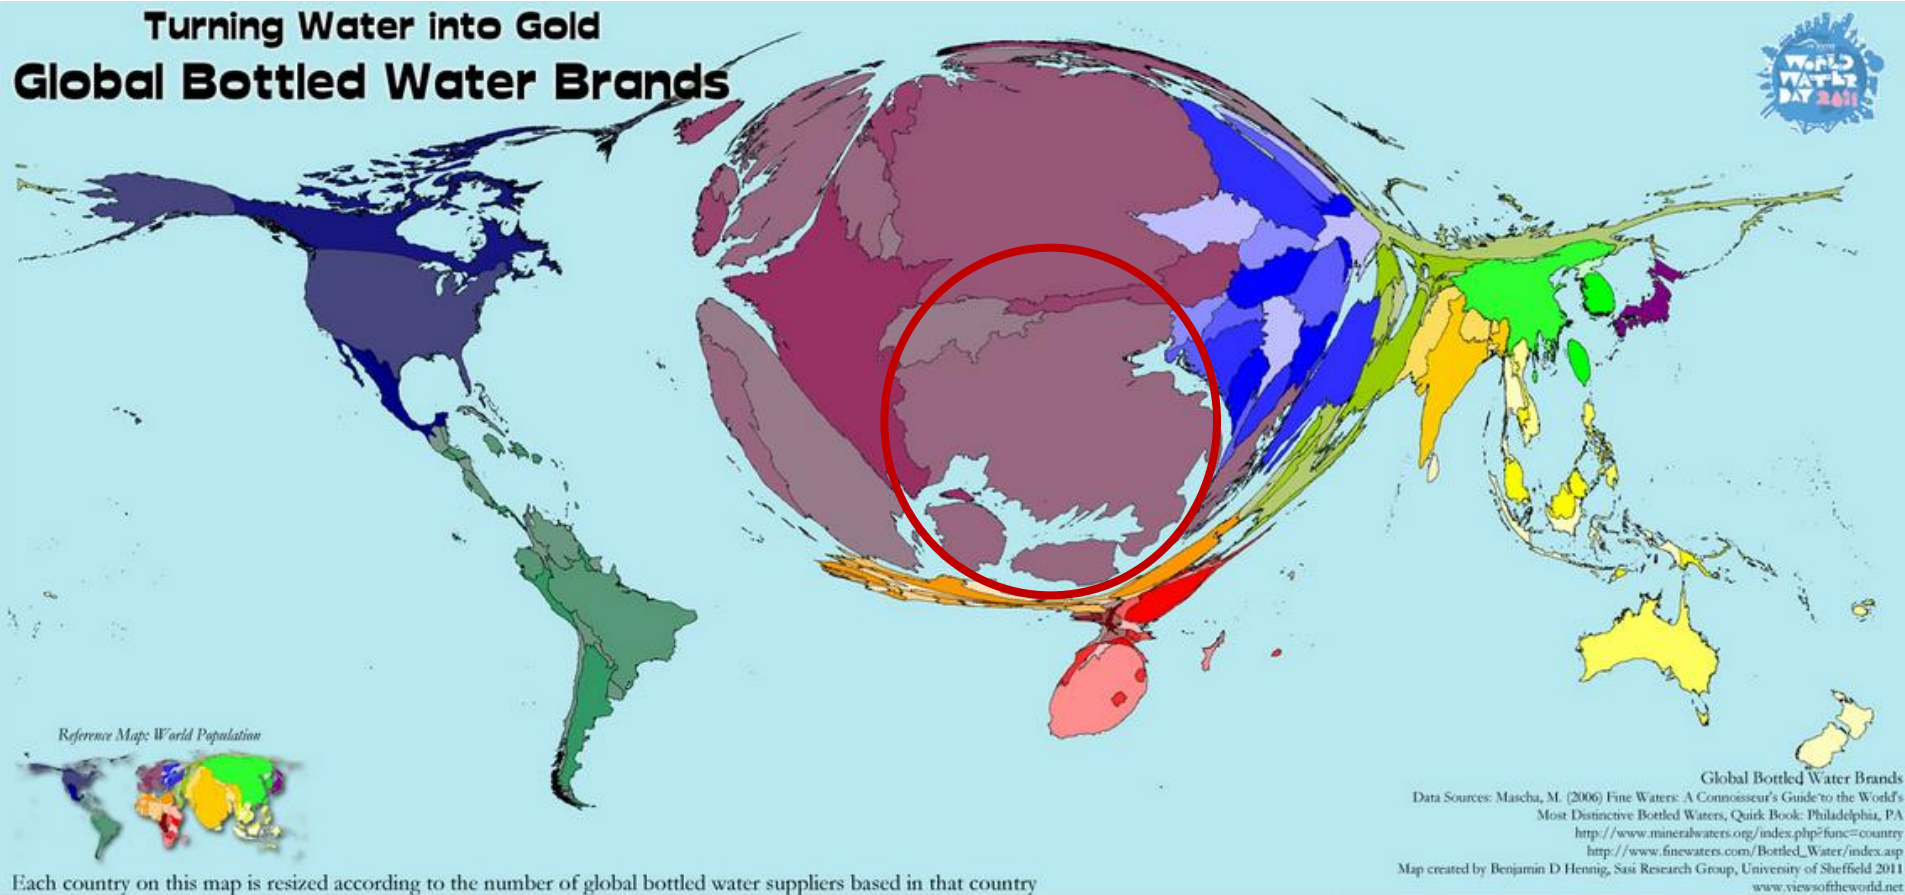 Turning Water into Gold
Global Bottled Water Brands
WORLD
WATER
DAY 2011
Reference Map: World Population
Global Bottled Water Brands
Data Sources: Mascha, M. (2006) Fine Waters: A Connoisseur's Guide to the World's
Most Distinctive Bottled Waters, Quirk Book: Philadelphia, PA
http://www.mineralwaters.org/index.php?func=country
http://www.finewaters.com/Bottled_Water/index.asp
Map created by Benjamin D Hennig, Sasi Research Group, University of Sheffield 2011
www.viewsoftheworld.net
Each country on this map is resized according to the number of global bottled water suppliers based in that country